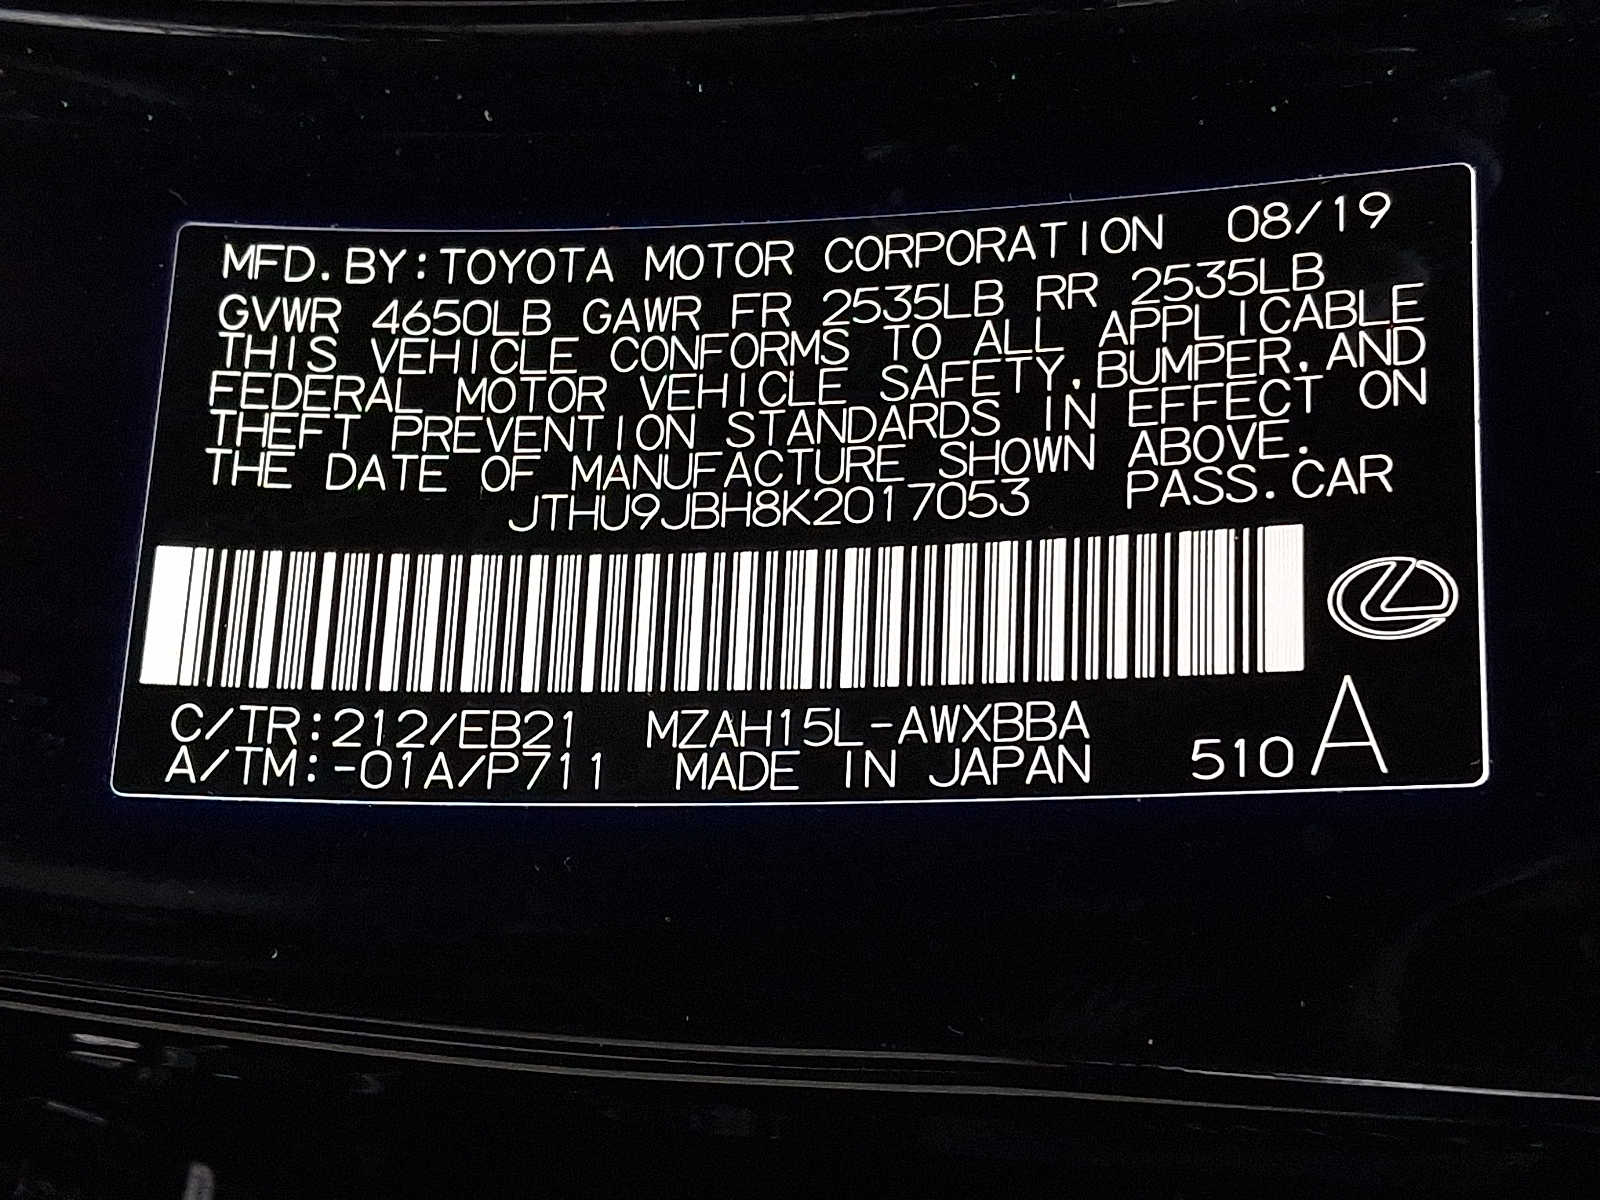 MFD.BY:TOYOTA MOTOR CORPORATION 08/19
GVWR 4650LB GAWR FR 2535LB RR 2535LB
THIS VEHICLE CONFORMS TO ALL APPLICABLE
FEDERAL MOTOR VEHICLE SAFETY,BUMPER,AND
THEFT PREVENTION STANDARDS IN EFFECT ON
THE DATE OF MANUFACTURE SHOWN ABOVE.
JTHU9JBH8K2017053 PASS.CAR
C/TR:212/EB21 MZAH15L-AWXBBA
A/TM:-01A/P711 MADE IN JAPAN 510 A